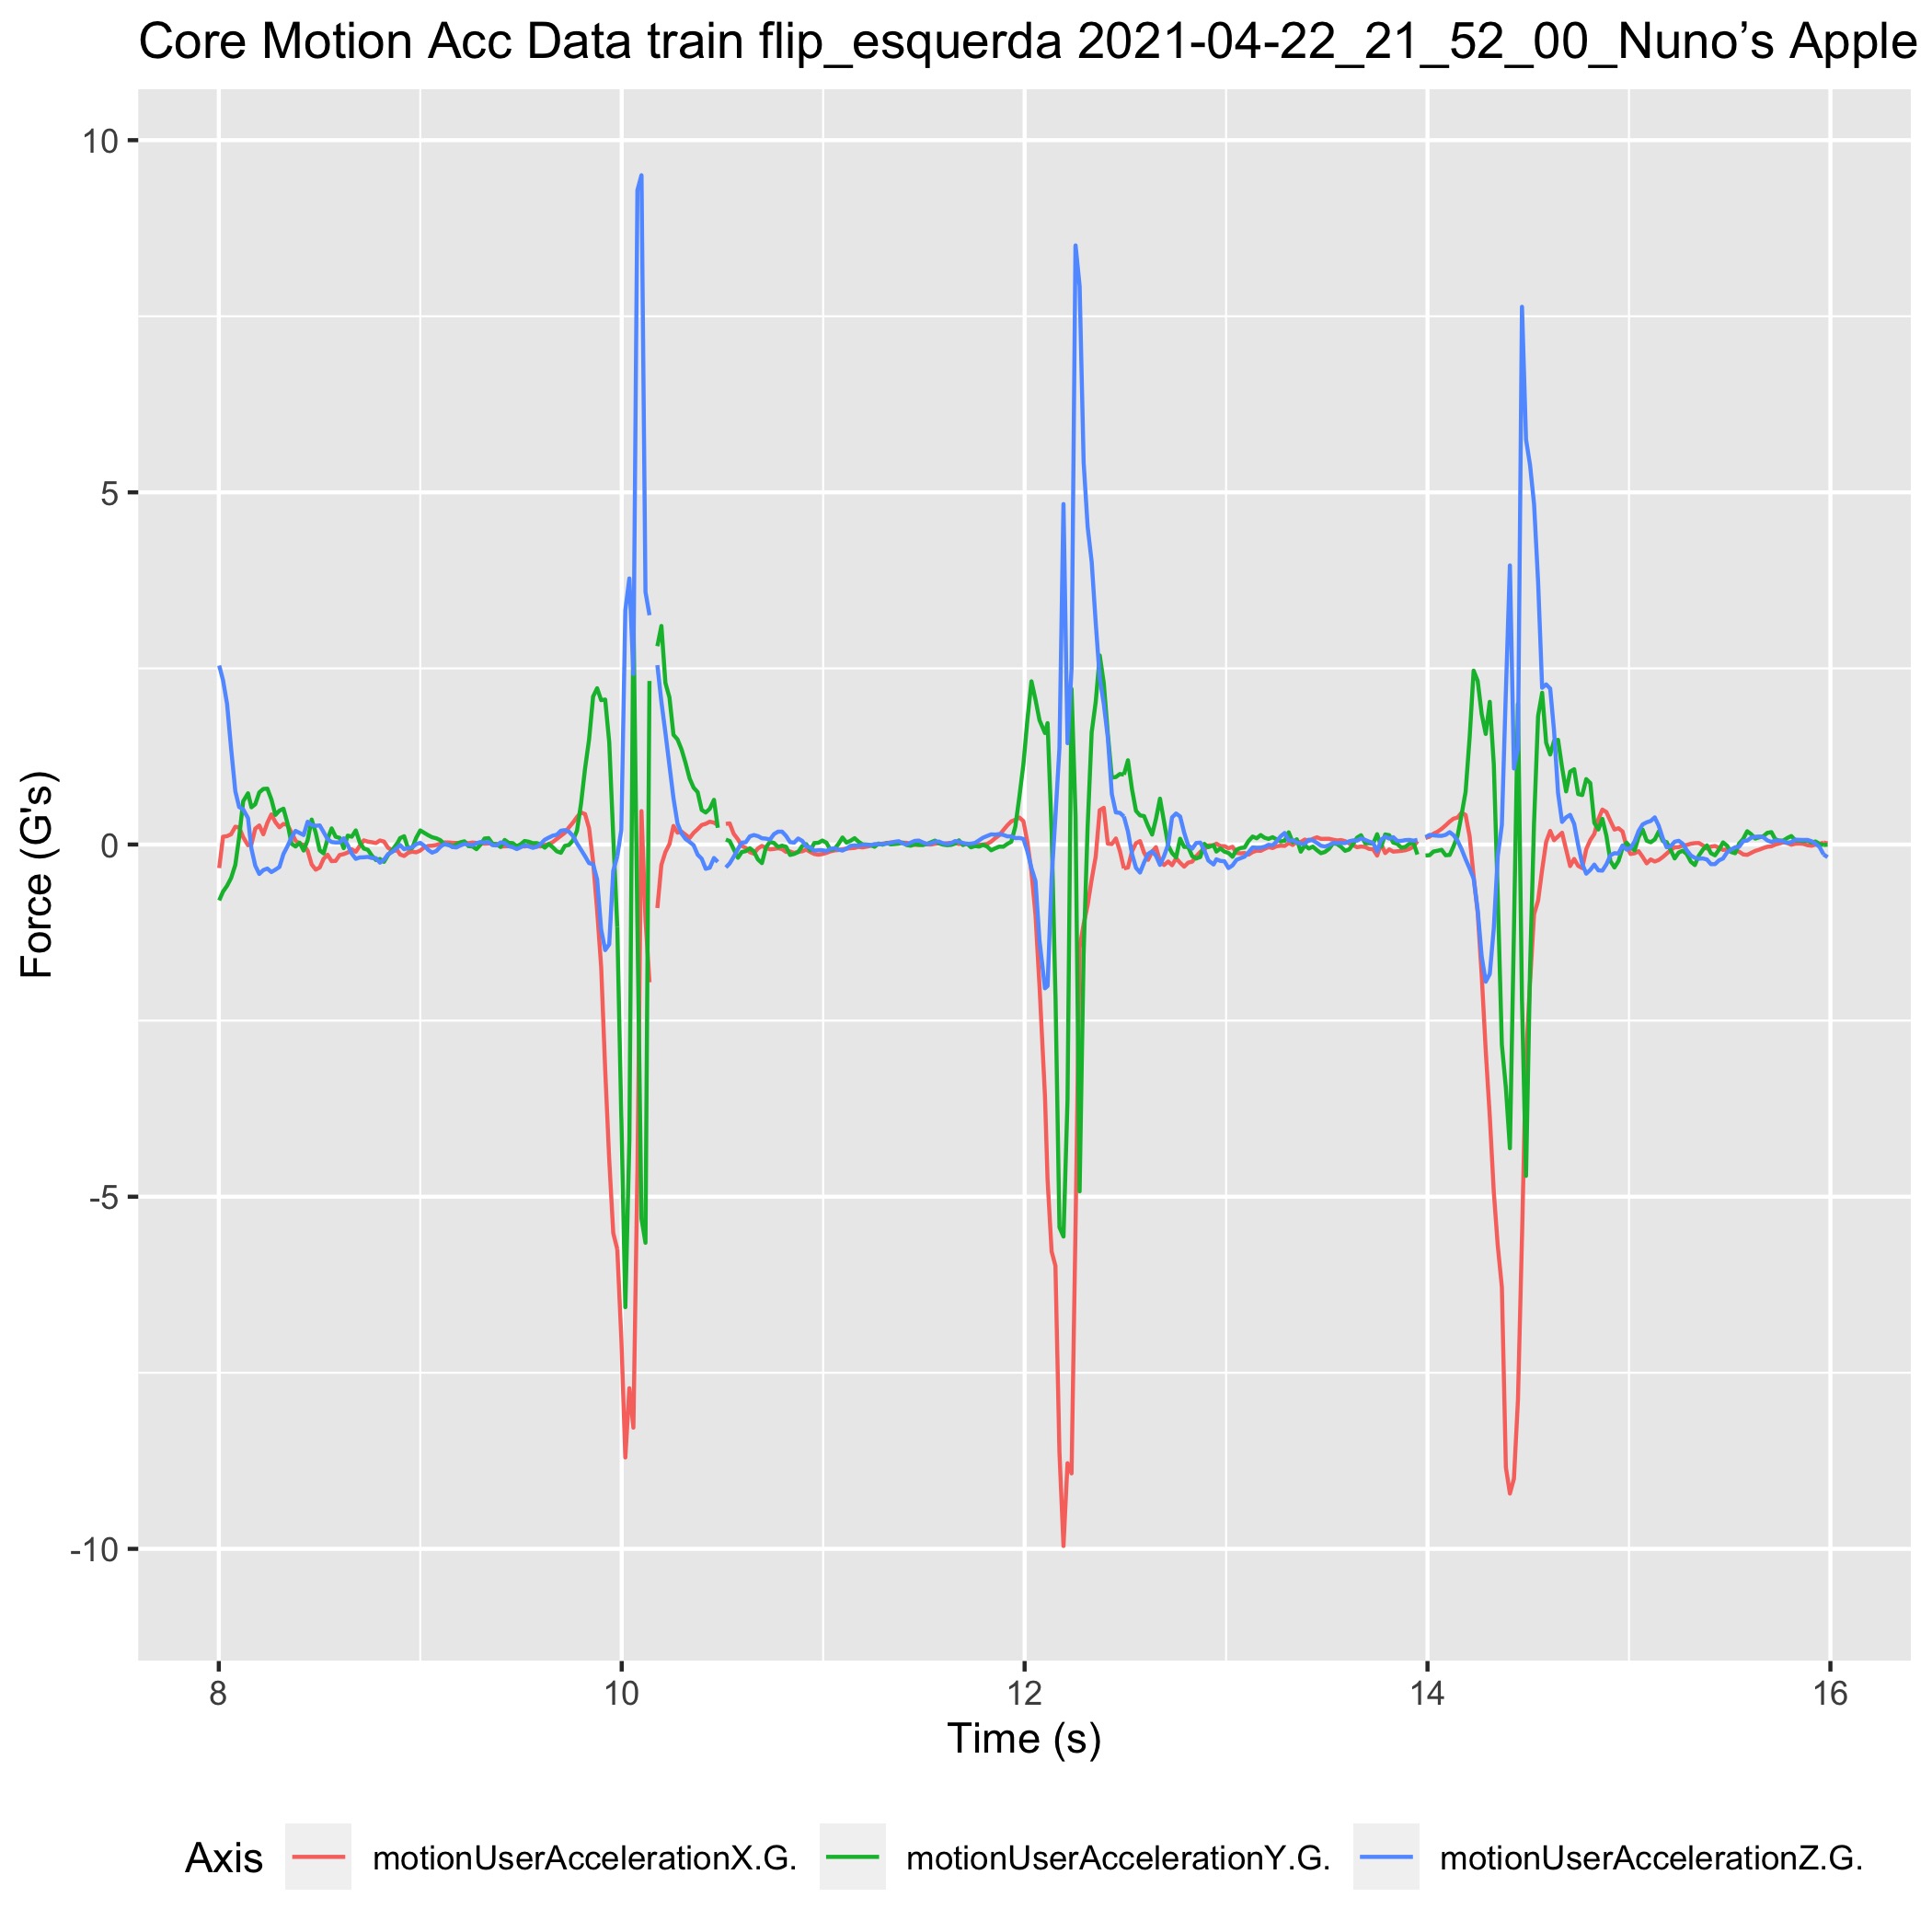 Core Motion Acc Data train flip_esquerda 2021-04-22_21_52_00_Nuno’s Apple
10
5
0
-5
-10
Force (G's)
8 10 12 14 16
Time (s)
Axis motionUserAccelerationX.G. motionUserAccelerationY.G. motionUserAccelerationZ.G.